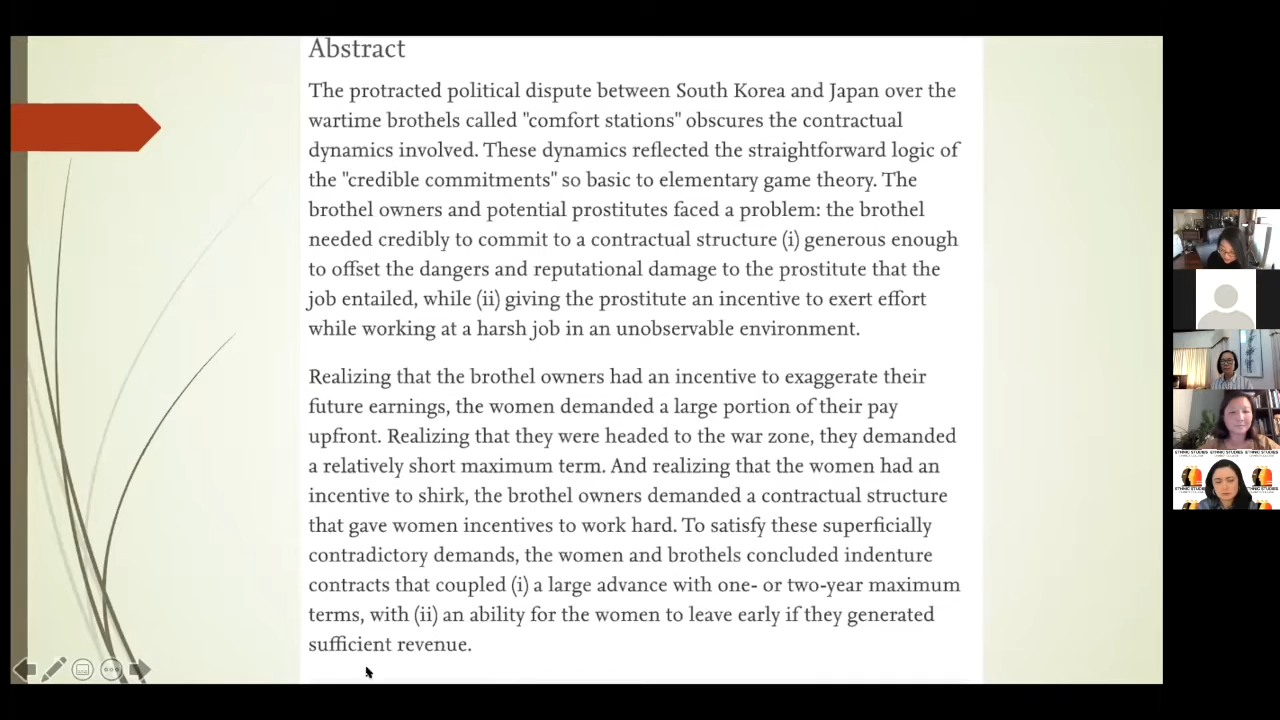 Abstract
The protracted political dispute between South Korea and Japan over the
wartime brothels called "comfort stations" obscures the contractual
dynamics involved. These dynamics reflected the straightforward logic of
the "credible commitments" so basic to elementary game theory. The
brothel owners and potential prostitutes faced a problem: the brothel
needed credibly to commit to a contractual structure (i) generous enough
to offset the dangers and reputational damage to the prostitute that the
job entailed, while (ii) giving the prostitute an incentive to exert effort
while working at a harsh job in an unobservable environment.
Realizing that the brothel owners had an incentive to exaggerate their
future earnings, the women demanded a large portion of their pay
upfront. Realizing that they were headed to the war zone, they demanded
a relatively short maximum term. And realizing that the women had an
incentive to shirk, the brothel owners demanded a contractual structure
that gave women incentives to work hard. To satisfy these superficially
contradictory demands, the women and brothels concluded indenture
contracts that coupled (i) a large advance with one- or two-year maximum
terms, with (ii) an ability for the women to leave early if they generated
sufficient revenue.
ETHNIC STUDIES
ETHNIC STUDIES